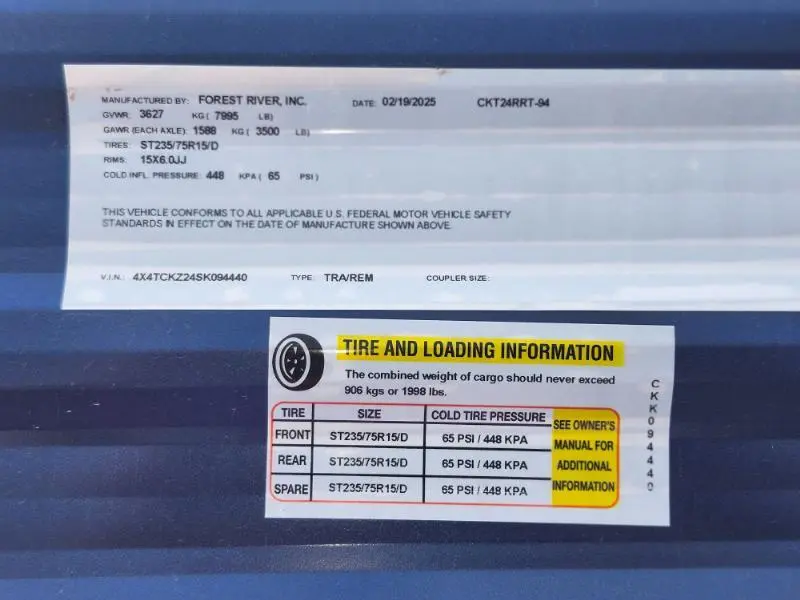 MANUFACTURED BY: FOREST RIVER, INC. DATE: 02/19/2025 CKT24RRT-94
GVWR: 3627 KG( 7995 LB)
GAWR (EACH AXLE): 1588 KG( 3500 LB)
TIRES: ST235/75R15/D
RIMS: 15X6.0JJ
COLD INFL. PRESSURE: 448 KPA( 65 PSI)
THIS VEHICLE CONFORMS TO ALL APPLICABLE U.S. FEDERAL MOTOR VEHICLE SAFETY
STANDARDS IN EFFECT ON THE DATE OF MANUFACTURE SHOWN ABOVE.
V.I.N.: 4X4TCKZ24SK094440 TYPE: TRA/REM COUPLER SIZE:
TIRE AND LOADING INFORMATION
The combined weight of cargo should never exceed
906 kgs or 1998 lbs.
TIRE SIZE COLD TIRE PRESSURE
FRONT ST235/75R15/D 65 PSI / 448 KPA
REAR ST235/75R15/D 65 PSI / 448 KPA
SPARE ST235/75R15/D 65 PSI / 448 KPA
SEE OWNER'S
MANUAL FOR
ADDITIONAL
INFORMATION
CKK094440